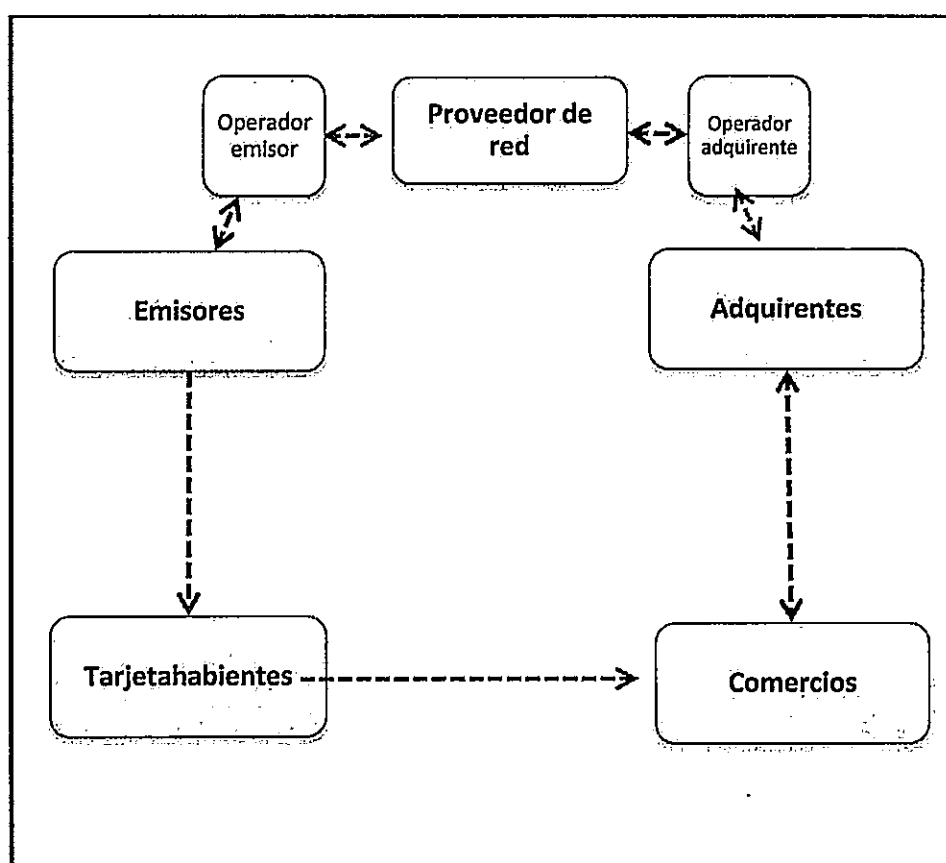 Operador
emisor
Proveedor de
red
Operador
adquirente
Emisores
Adquirentes
Tarjetahabientes
Comercios